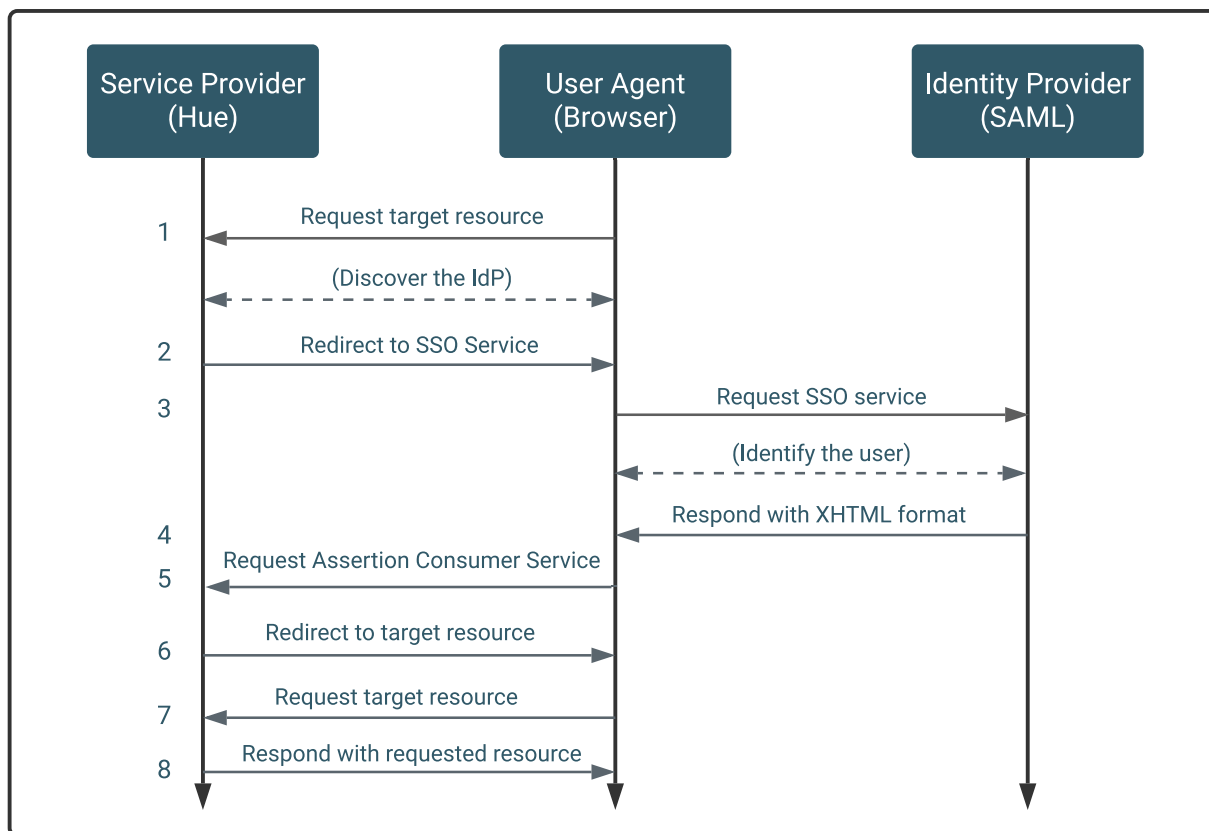 Service Provider
(Hue)
User Agent
(Browser)
Identity Provider
(SAML)
1
Request target resource
(Discover the IdP)
2
Redirect to SSO Service
3
Request SSO service
(Identify the user)
4
Respond with XHTML format
5
Request Assertion Consumer Service
6
Redirect to target resource
7
Request target resource
8
Respond with requested resource